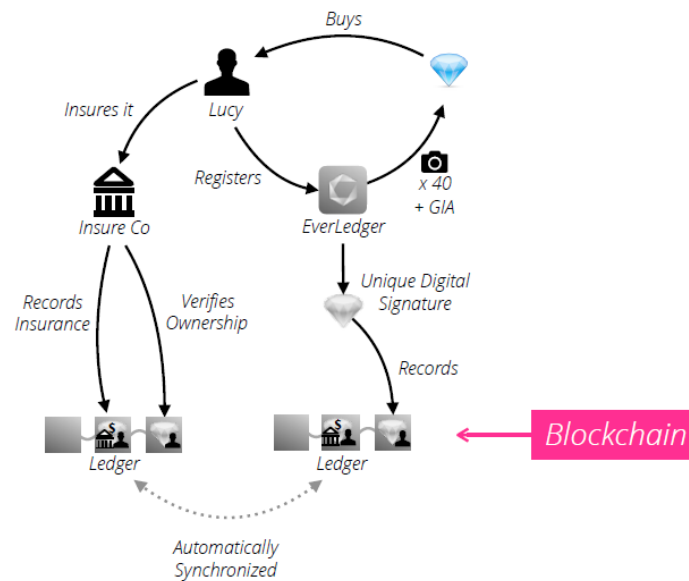 Buys
Lucy
Insures it
Registers
x 40
+ GIA
Insure Co
EverLedger
Unique Digital
Signature
Records
Insurance
Verifies
Ownership
Records
$
$
Blockchain
Ledger
Ledger
Automatically
Synchronized